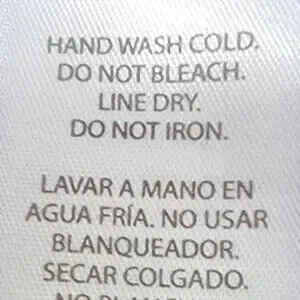 HAND WASH COLD.
DO NOT BLEACH.
LINE DRY.
DO NOT IRON.
LAVAR A MANO EN
AGUA FRÍA. NO USAR
BLANQUEADOR.
SECAR COLGADO.
NO